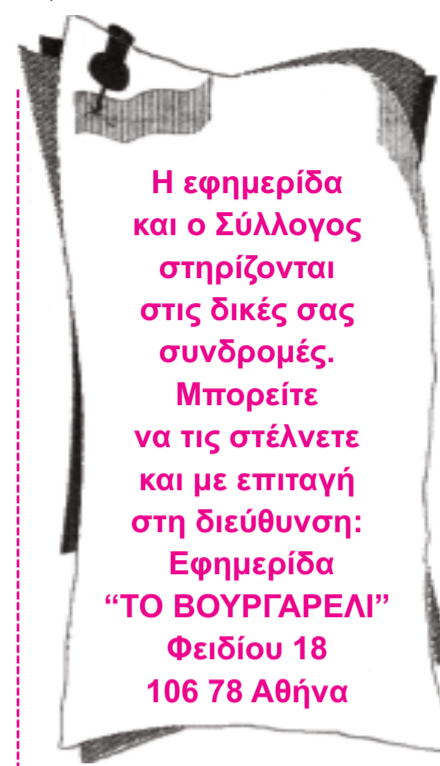 Η εφημερίδα
και ο Σύλλογος
στηρίζονται
στις δικές σας
συνδρομές.
Μπορείτε
να τις στέλνετε
και με επιταγή
στη διεύθυνση:
Εφημερίδα
“ΤΟ ΒΟΥΡΓΑΡΕΛΙ”
Φειδίου 18
106 78 Αθήνα